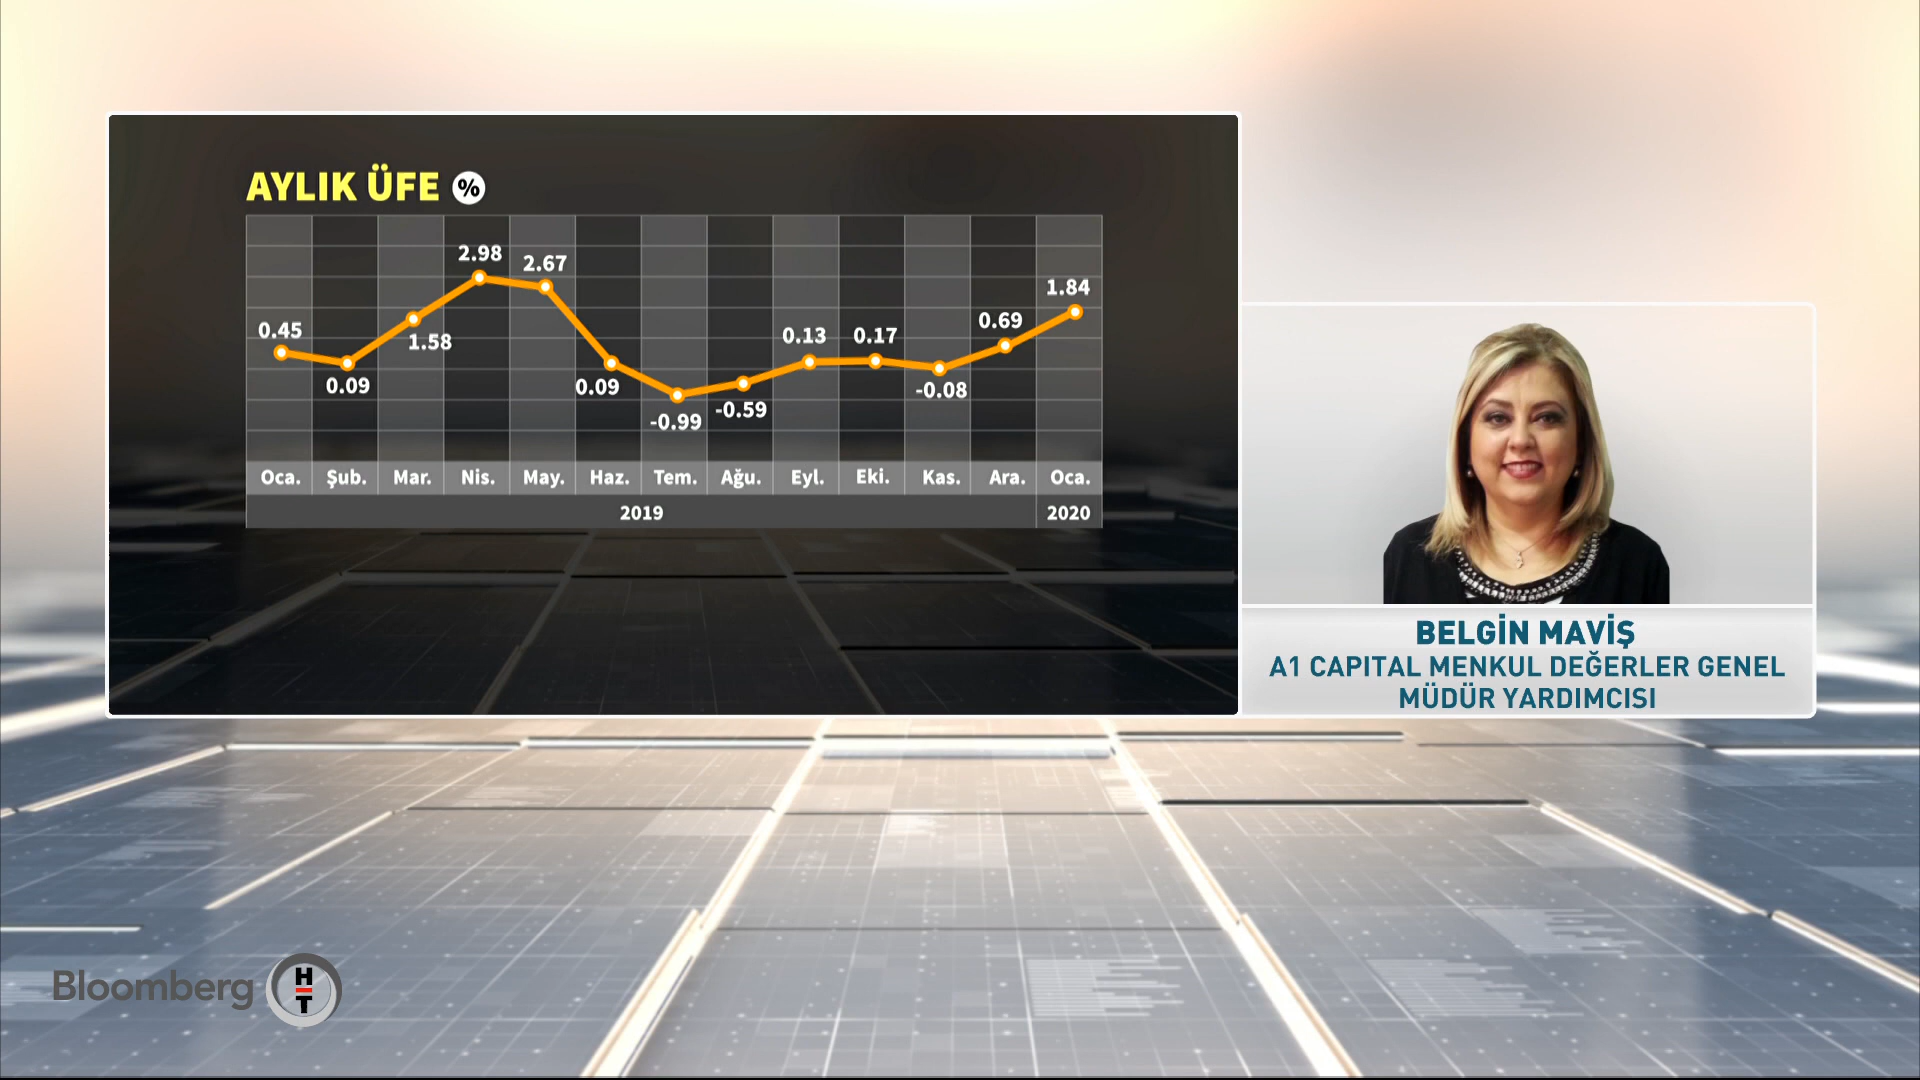 AYLIK ÜFE %
0.45
0.09
1.58
2.98
2.67
0.09
-0.99
-0.59
0.13
0.17
-0.08
0.69
1.84
Oca. Şub. Mar. Nis. May. Haz. Tem. Ağu. Eyl. Eki. Kas. Ara. Oca.
2019 2020
BELGİN MAVİŞ
A1 CAPITAL MENKUL DEĞERLER GENEL
MÜDÜR YARDIMCISI
Bloomberg HT